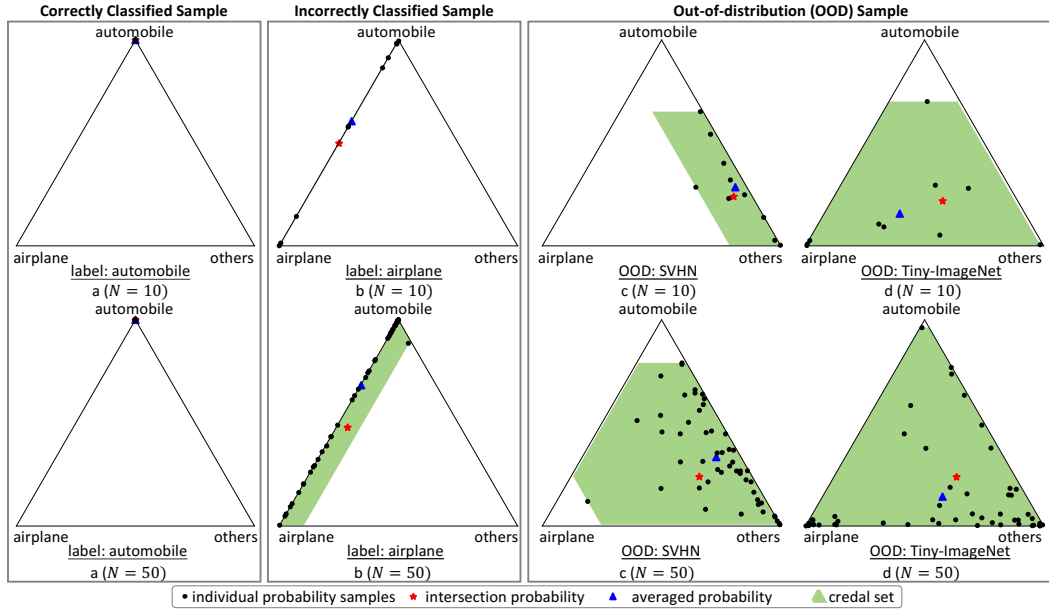 Correctly Classified Sample
Incorrectly Classified Sample
Out-of-distribution (OOD) Sample
automobile
automobile
automobile
automobile
airplane
others
airplane
others
airplane
others
airplane
others
label: automobile
label: airplane
OOD: SVHN
OOD: Tiny-ImageNet
a (N = 10)
b (N = 10)
c (N = 10)
d (N = 10)
automobile
automobile
automobile
automobile
airplane
others
airplane
others
airplane
others
airplane
others
label: automobile
label: airplane
OOD: SVHN
OOD: Tiny-ImageNet
a (N = 50)
b (N = 50)
c (N = 50)
d (N = 50)
individual probability samples
intersection probability
averaged probability
credal set